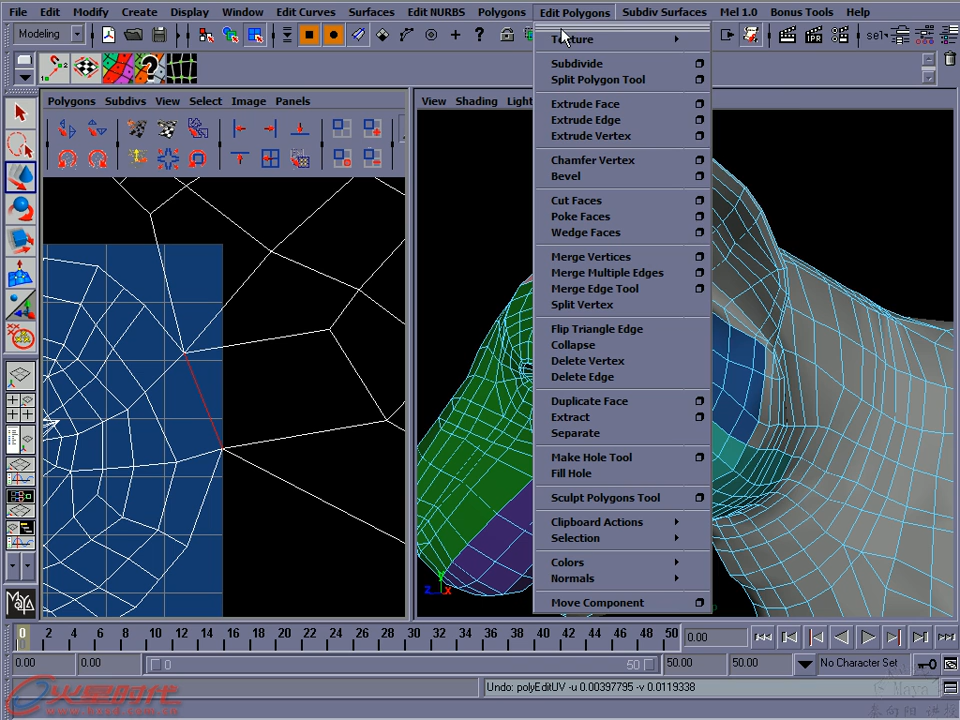 File Edit Modify Create Display Window Edit Curves Surfaces Edit NURBS Polygons Edit Polygons Subdiv Surfaces Mel 1.0 Bonus Tools Help
Modeling
sel
Polygons Subdivs View Select Image Panels
View Shading Light
Texture
Subdivide
Split Polygon Tool
Extrude Face
Extrude Edge
Extrude Vertex
Chamfer Vertex
Bevel
Cut Faces
Poke Faces
Wedge Faces
Merge Vertices
Merge Multiple Edges
Merge Edge Tool
Split Vertex
Flip Triangle Edge
Collapse
Delete Vertex
Delete Edge
Duplicate Face
Extract
Separate
Make Hole Tool
Fill Hole
Sculpt Polygons Tool
Clipboard Actions
Selection
Colors
Normals
Move Component
Y
Z X
0 2 4 6 8 10 12 14 16 18 20 22 24 26 28 30 32 34 36 38 40 42 44 46 48 50 0.00
0.00 0.00 0 50 50.00 50.00 No Character Set
Undo: polyEditUV -u 0.00397795 -v 0.0119338
火星时代